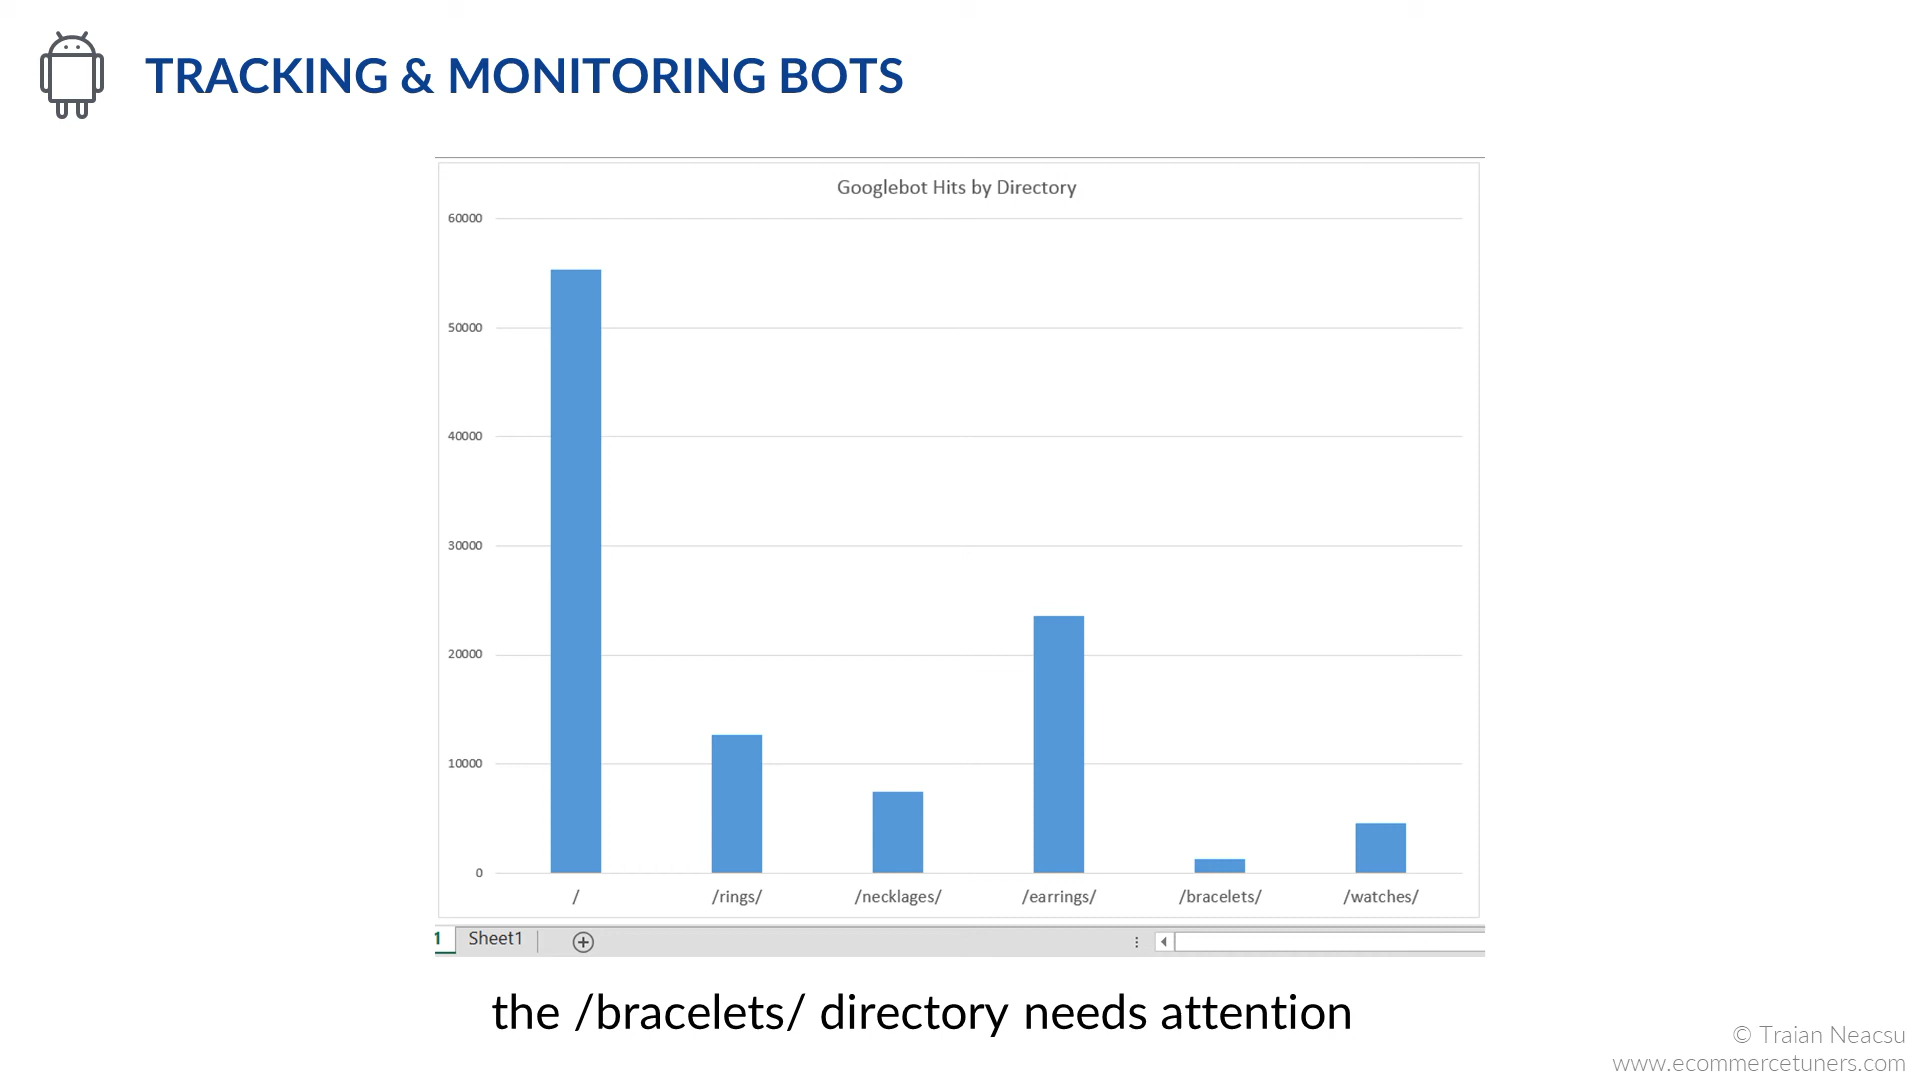 TRACKING & MONITORING BOTS
Googlebot Hits by Directory
60000
50000
40000
30000
20000
10000
0
/ /rings/ /necklages/ /earrings/ /bracelets/ /watches/
1 Sheet1
the /bracelets/ directory needs attention
© Traian Neacsu
www.ecommercetuners.com